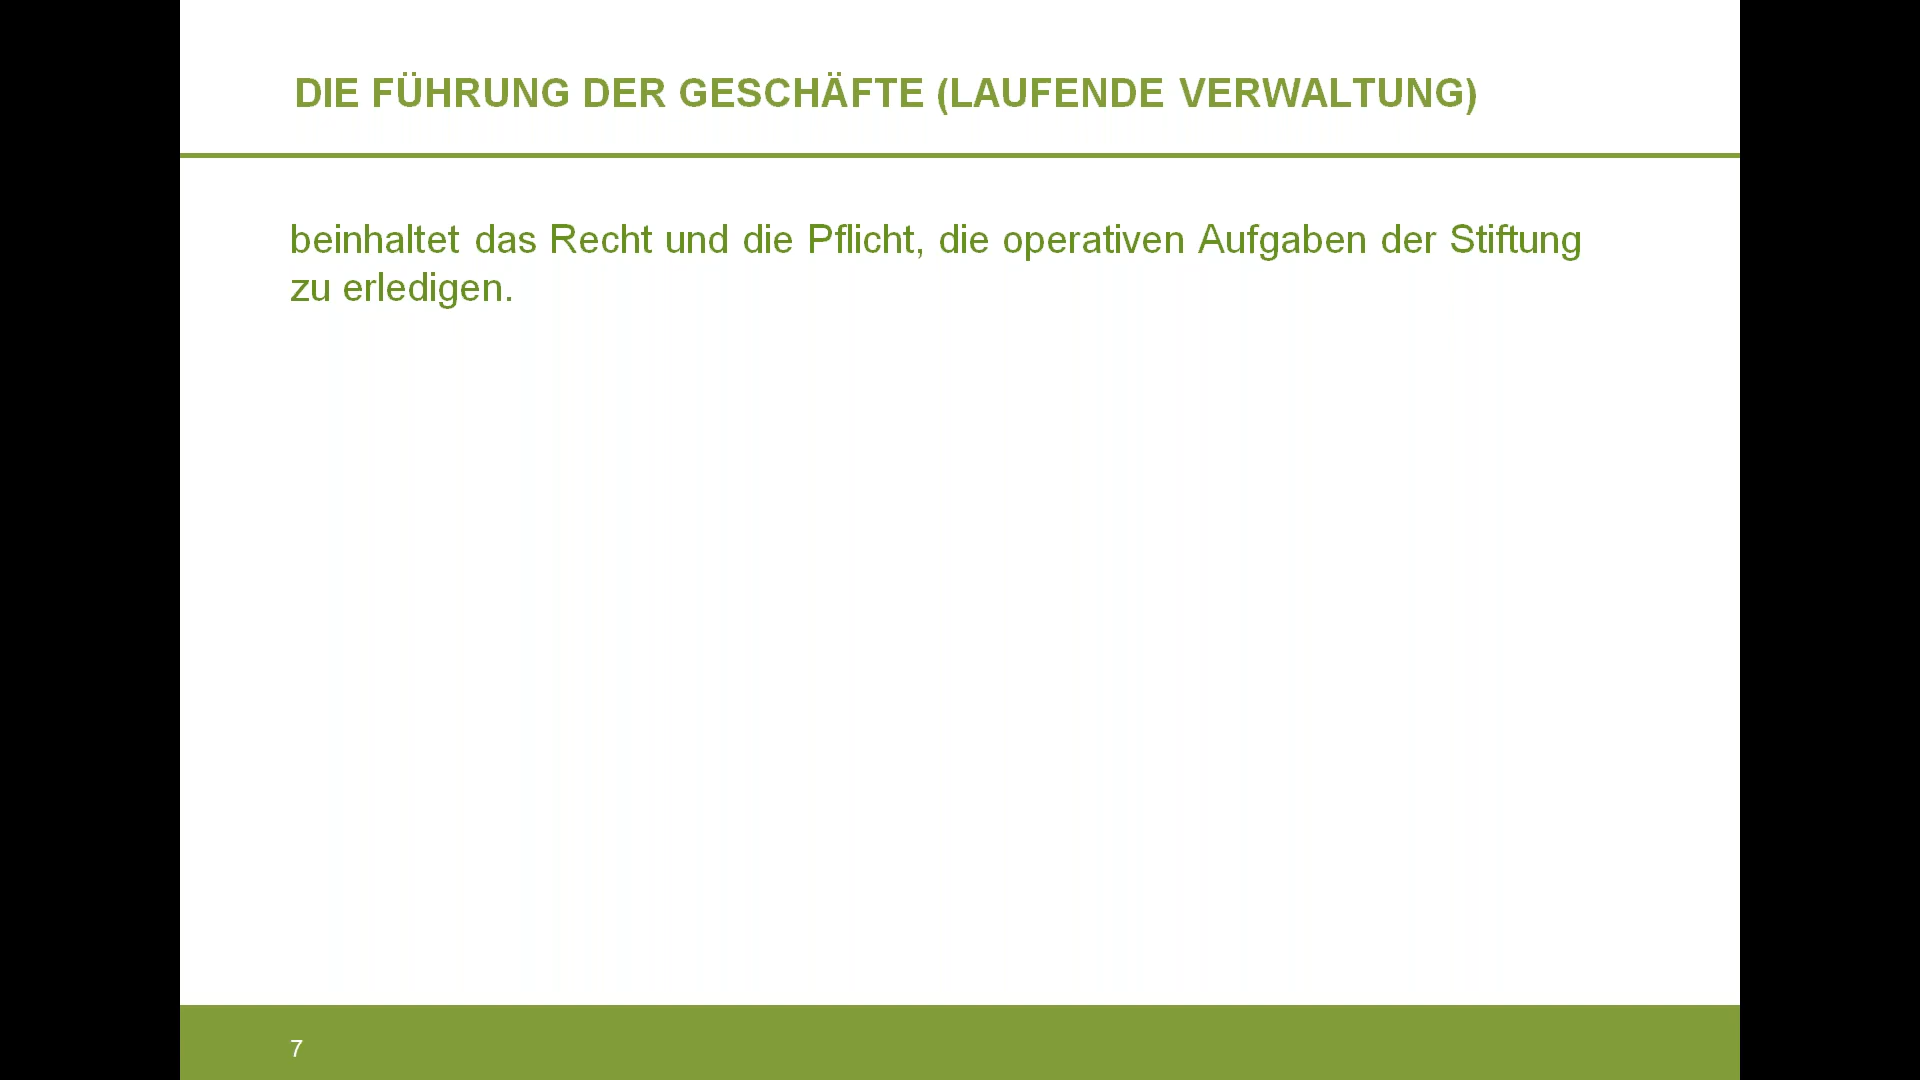 DIE FÜHRUNG DER GESCHÄFTE (LAUFENDE VERWALTUNG)
beinhaltet das Recht und die Pflicht, die operativen Aufgaben der Stiftung
zu erledigen.
7